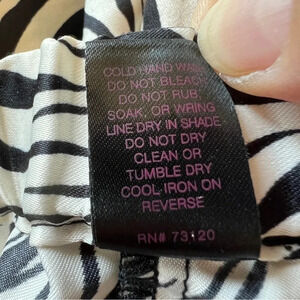 COLD HAND WASH
DO NOT BLEACH
DO NOT RUB,
SOAK, OR WRING
LINE DRY IN SHADE
DO NOT DRY
CLEAN OR
TUMBLE DRY
COOL IRON ON
REVERSE
RN#